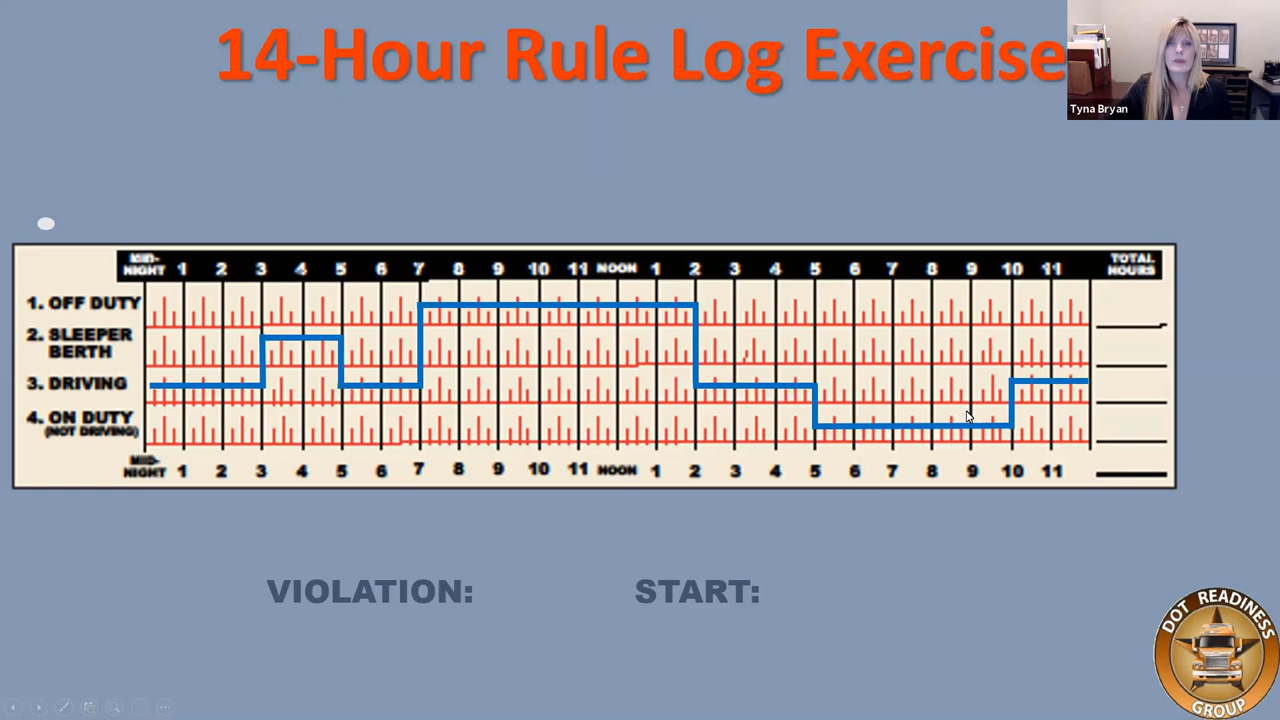 14-Hour Rule Log Exercise
Tyna Bryan
MID-
NIGHT 1 2 3 4 5 6 7 8 9 10 11 NOON 1 2 3 4 5 6 7 8 9 10 11 TOTAL
HOURS
1. OFF DUTY
2. SLEEPER
BERTH
3. DRIVING
4. ON DUTY
(NOT DRIVING)
MID-
NIGHT 1 2 3 4 5 6 7 8 9 10 11 NOON 1 2 3 4 5 6 7 8 9 10 11
VIOLATION: START:
DOT READINESS
GROUP